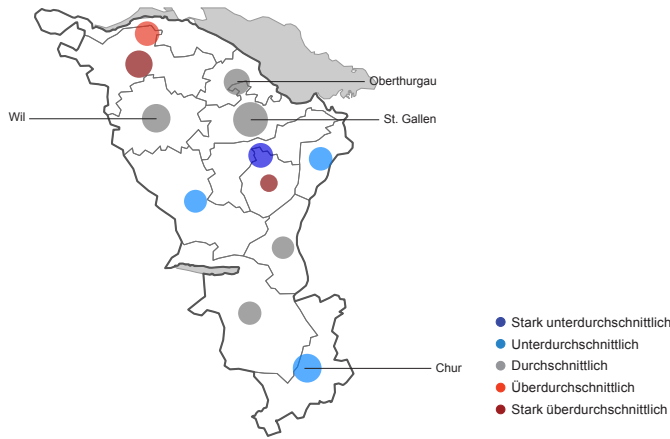 Oberthurgau
Wil
St. Gallen
Chur
Stark unterdurchschnittlich
Unterdurchschnittlich
Durchschnittlich
Überdurchschnittlich
Stark überdurchschnittlich